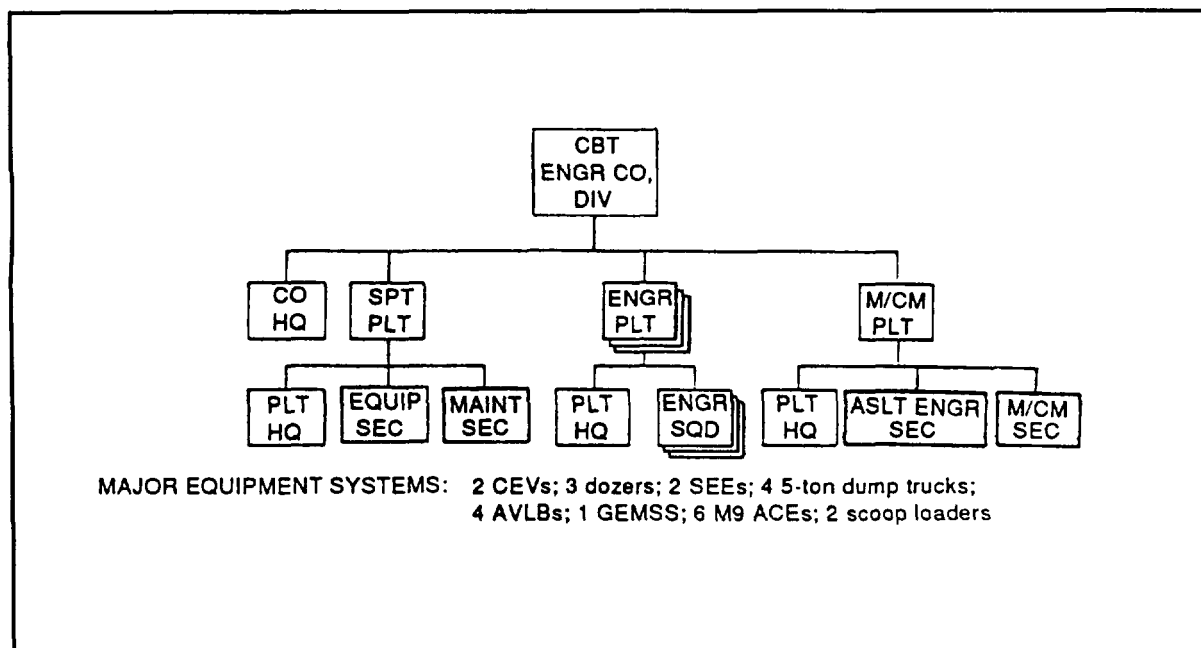 CBT
ENGR CO,
DIV
CO
HQ
SPT
PLT
ENGR
PLT
M/CM
PLT
PLT
HQ
EQUIP
SEC
MAINT
SEC
PLT
HQ
ENGR
SQD
PLT
HQ
ASLT ENGR
SEC
M/CM
SEC
MAJOR EQUIPMENT SYSTEMS: 2 CEVs; 3 dozers; 2 SEEs; 4 5-ton dump trucks;
4 AVLBs; 1 GEMSS; 6 M9 ACEs; 2 scoop loaders